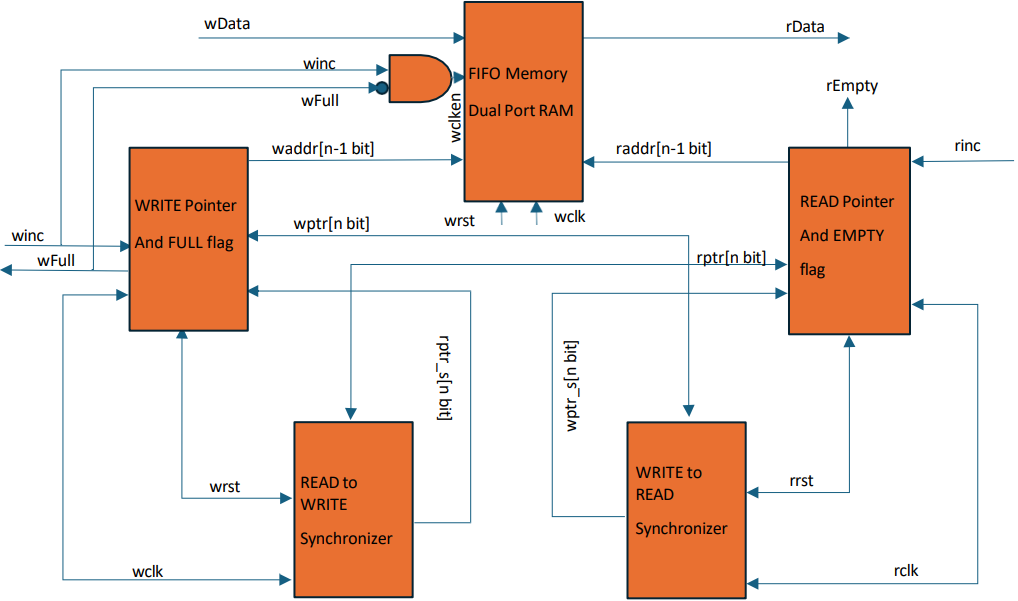 wData
rData
winc
FIFO Memory
rEmpty
wFull
wclken
Dual Port RAM
waddr[n-1 bit]
raddr[n-1 bit]
rinc
WRITE Pointer
READ Pointer
wptr[n bit]
wrst
wclk
winc
And FULL flag
And EMPTY
wFull
rptr[n bit]
flag
rptr_s[n bit]
wptr_s[n bit]
wrst
READ to
WRITE
Synchronizer
WRITE to
READ
Synchronizer
rrst
wclk
rclk